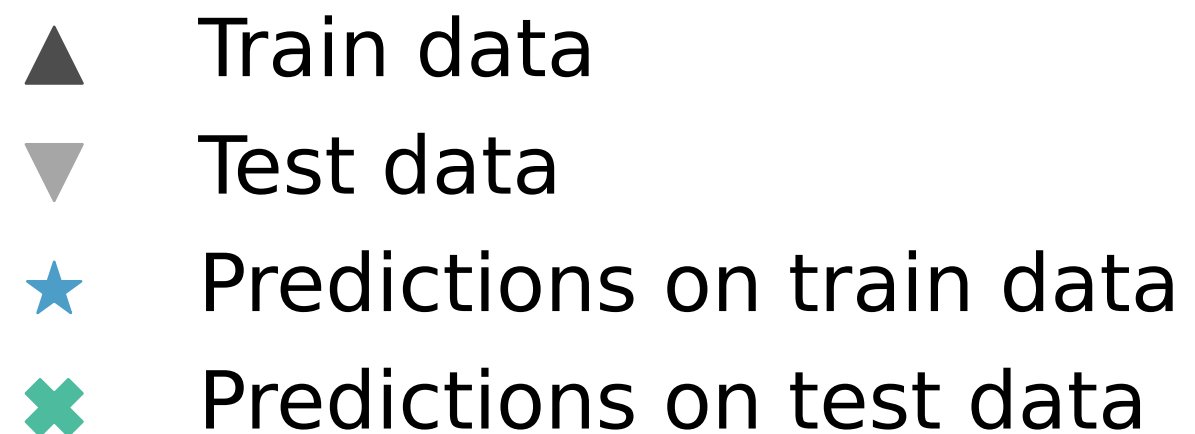 Train data
Test data
Predictions on train data
Predictions on test data